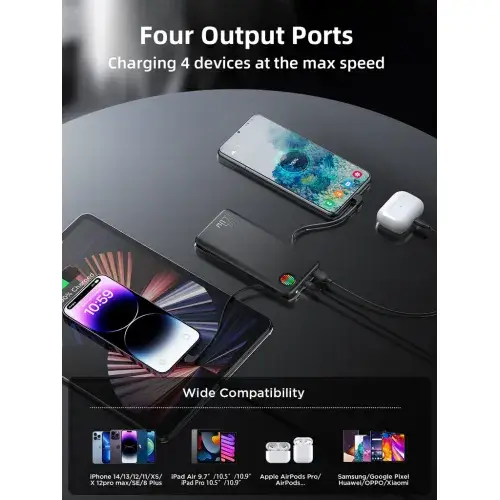 Four Output Ports
Charging 4 devices at the max speed
10:59
Wide Compatibility
iPhone 14/13/12/11/XS/
X 12pro max/SE/8 Plus
iPad Air 9.7" /10.5" /10.9"
iPad Pro 10.5" /10.9"
Apple AirPods Pro/
AirPods...
Samsung/Google Pixel
Huawei/OPPO/Xiaomi